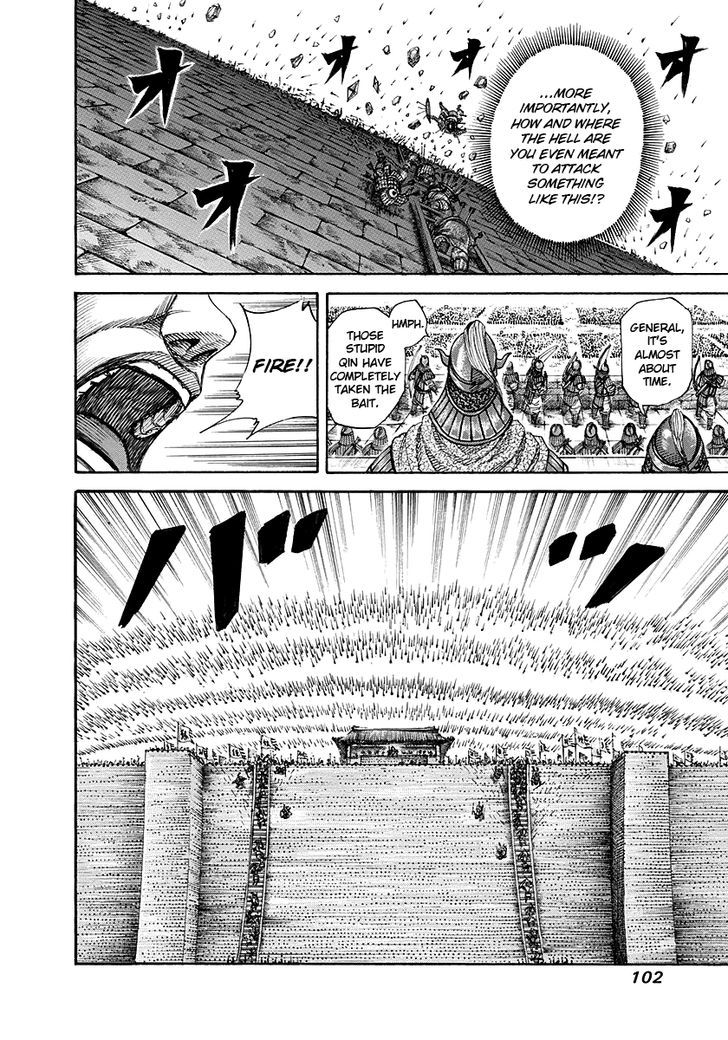 ...MORE
IMPORTANTLY,
HOW AND WHERE
THE HELL ARE
YOU EVEN MEANT
TO ATTACK
SOMETHING
LIKE THIS!?
オ
オ
オ
オ
オ
GENERAL,
IT'S
ALMOST
ABOUT
TIME.
HMPH.
THOSE
STUPID
QIN HAVE
COMPLETELY
TAKEN THE
BAIT.
FIRE!!
バババ
102